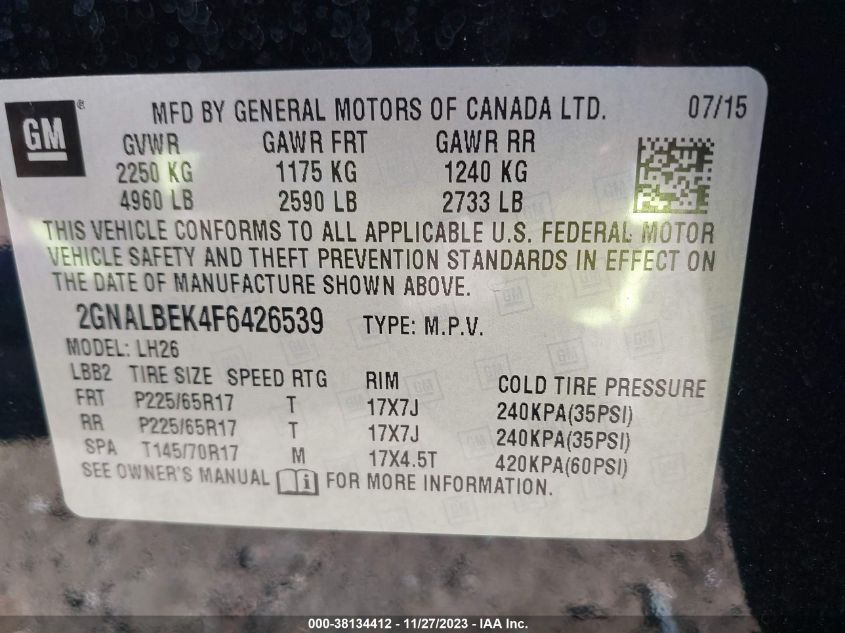 GM ® MFD BY GENERAL MOTORS OF CANADA LTD. 07/15
GVWR GAWR FRT GAWR RR
2250 KG 1175 KG 1240 KG
4960 LB 2590 LB 2733 LB
THIS VEHICLE CONFORMS TO ALL APPLICABLE U.S. FEDERAL MOTOR
VEHICLE SAFETY AND THEFT PREVENTION STANDARDS IN EFFECT ON
THE DATE OF MANUFACTURE SHOWN ABOVE.
2GNALBEK4F6426539 TYPE: M.P.V.
MODEL: LH26
LBB2 TIRE SIZE SPEED RTG RIM COLD TIRE PRESSURE
FRT P225/65R17 T 17X7J 240KPA(35PSI)
RR P225/65R17 T 17X7J 240KPA(35PSI)
SPA T145/70R17 M 17X4.5T 420KPA(60PSI)
SEE OWNER'S MANUAL FOR MORE INFORMATION.
000-38134412 - 11/27/2023 - IAA Inc.